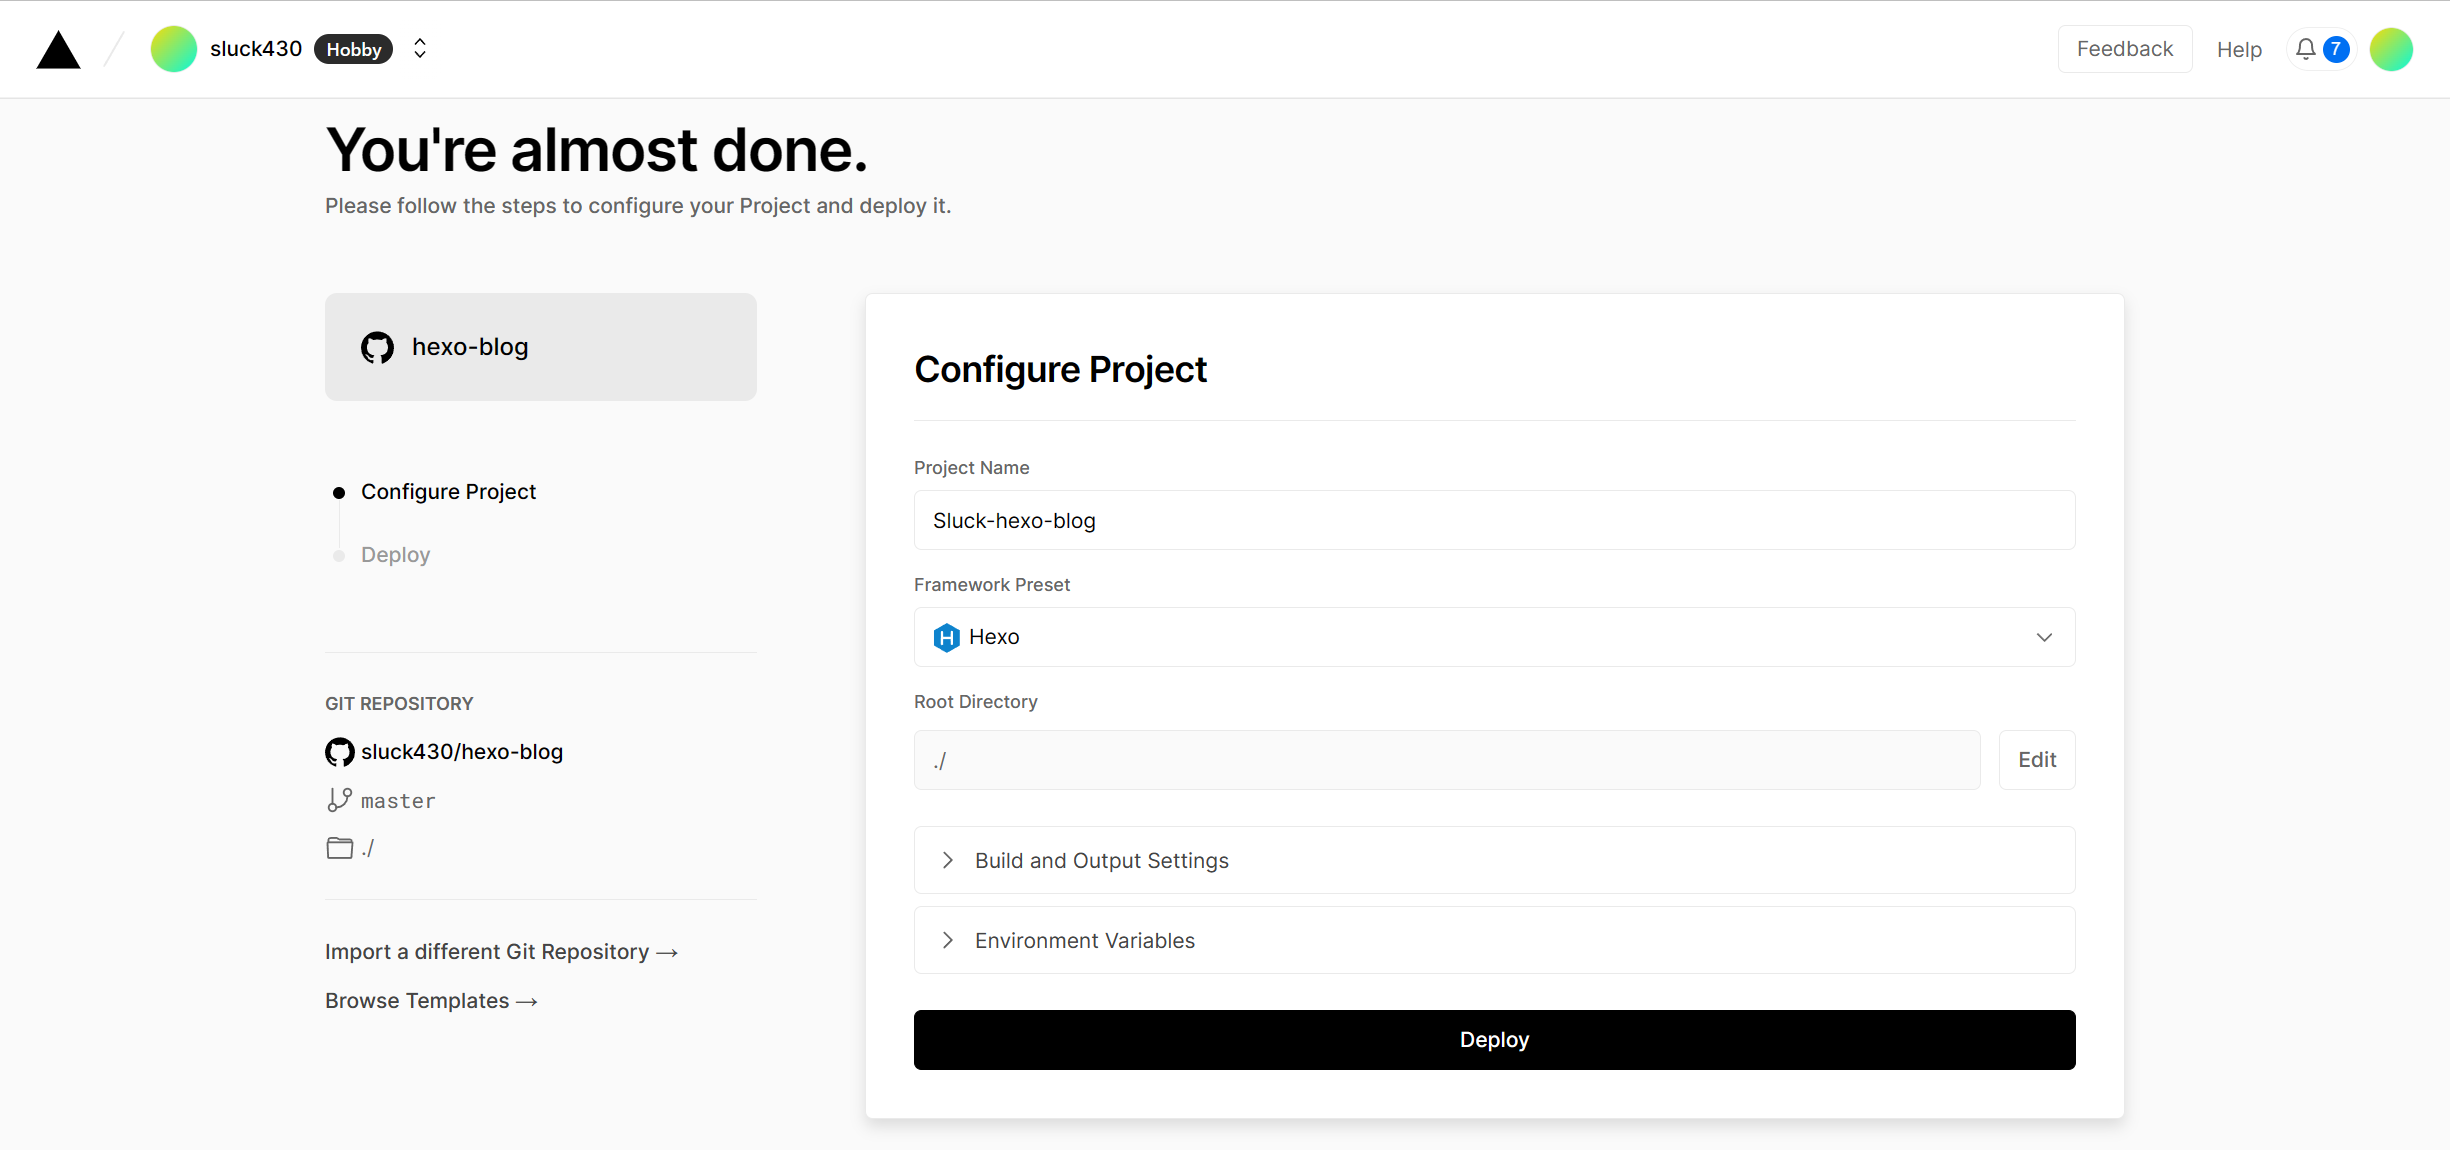 sluck430 Hobby
Feedback Help 7
You're almost done.
Please follow the steps to configure your Project and deploy it.
hexo-blog
Configure Project
Deploy
GIT REPOSITORY
sluck430/hexo-blog
master
./
Import a different Git Repository →
Browse Templates →
Configure Project
Project Name
Sluck-hexo-blog
Framework Preset
H Hexo
Root Directory
./
Edit
Build and Output Settings
Environment Variables
Deploy